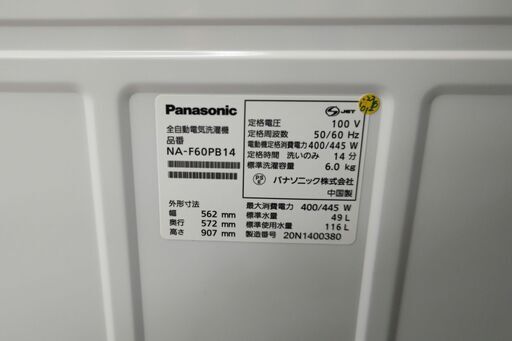 Panasonic
全自動電気洗濯機
品番
NA-F60PB14
外形寸法
幅 562 mm
奥行 572 mm
高さ 907 mm
S JET
定格電圧 100 V
定格周波数 50/60 Hz
電動機定格消費電力 400/445 W
定格時間 洗いのみ 14 分
標準洗濯容量 6.0 kg
PS E パナソニック株式会社
中国製
最大消費電力 400/445 W
標準水量 49 L
標準使用水量 116 L
製造番号 20N1400380